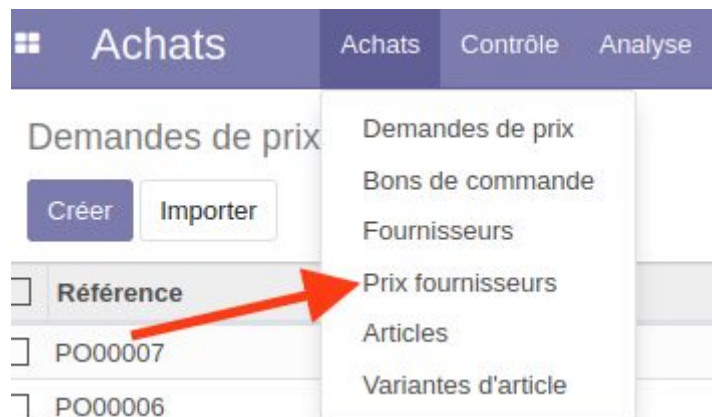 Achats
Achats Contrôle Analyse
Demandes de prix
Créer Importer
Référence
PO00007
PO00006
Demandes de prix
Bons de commande
Fournisseurs
Prix fournisseurs
Articles
Variantes d'article